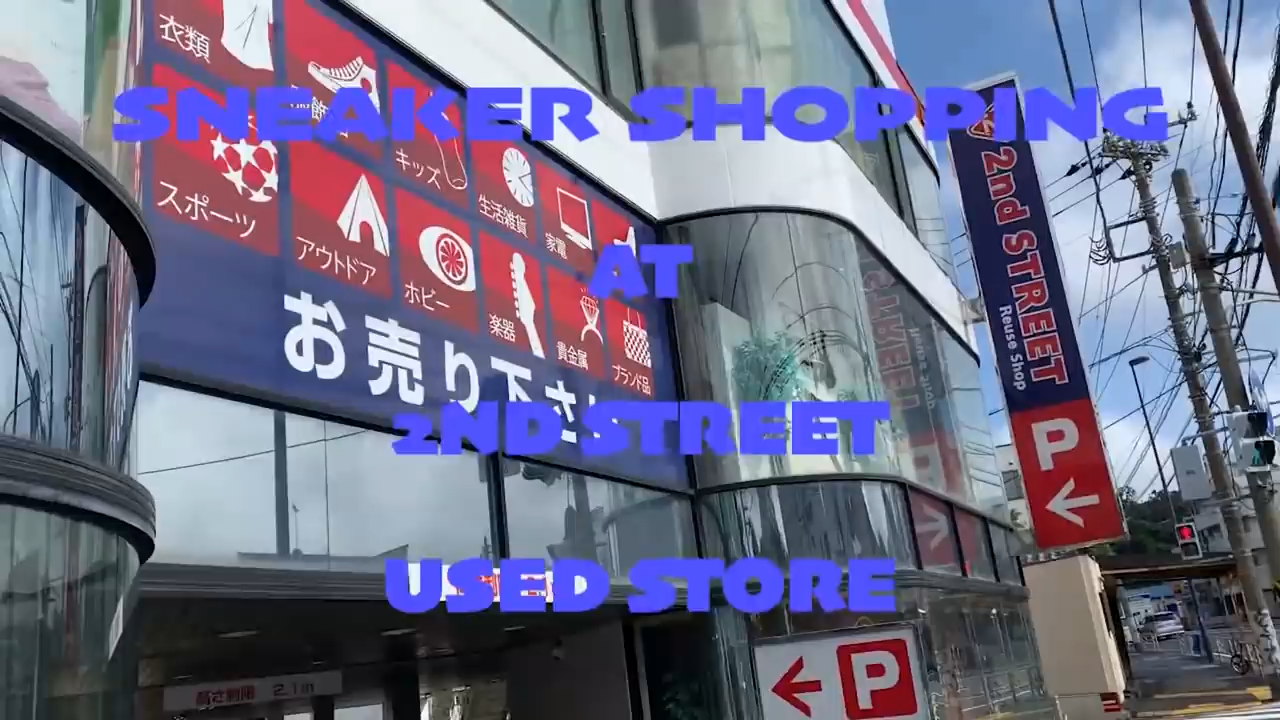 SNEAKER SHOPPING
AT
2ND STREET
USED STORE
衣類
キッズ
生活雑貨
家電
スポーツ
アウトドア
ホビー
楽器
貴金属
ブランド品
お売り下さい
2nd STREET
Reuse Shop
P
高さ制限 2.1m
P